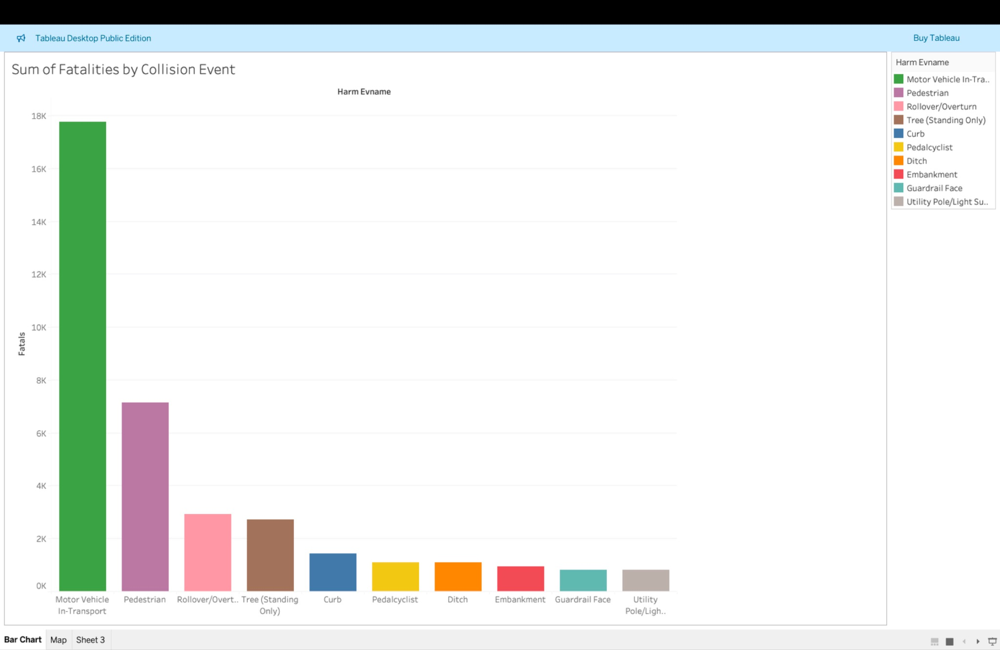 Tableau Desktop Public Edition
Buy Tableau
Sum of Fatalities by Collision Event
Harm Evname
18K
16K
14K
12K
10K
8K
6K
4K
2K
0K
Fatals
Motor Vehicle
In-Transport
Pedestrian
Rollover/Overt..
Tree (Standing
Only)
Curb
Pedalcyclist
Ditch
Embankment
Guardrail Face
Utility
Pole/Ligh..
Harm Evname
Motor Vehicle In-Tra..
Pedestrian
Rollover/Overturn
Tree (Standing Only)
Curb
Pedalcyclist
Ditch
Embankment
Guardrail Face
Utility Pole/Light Su..
Bar Chart
Map
Sheet 3